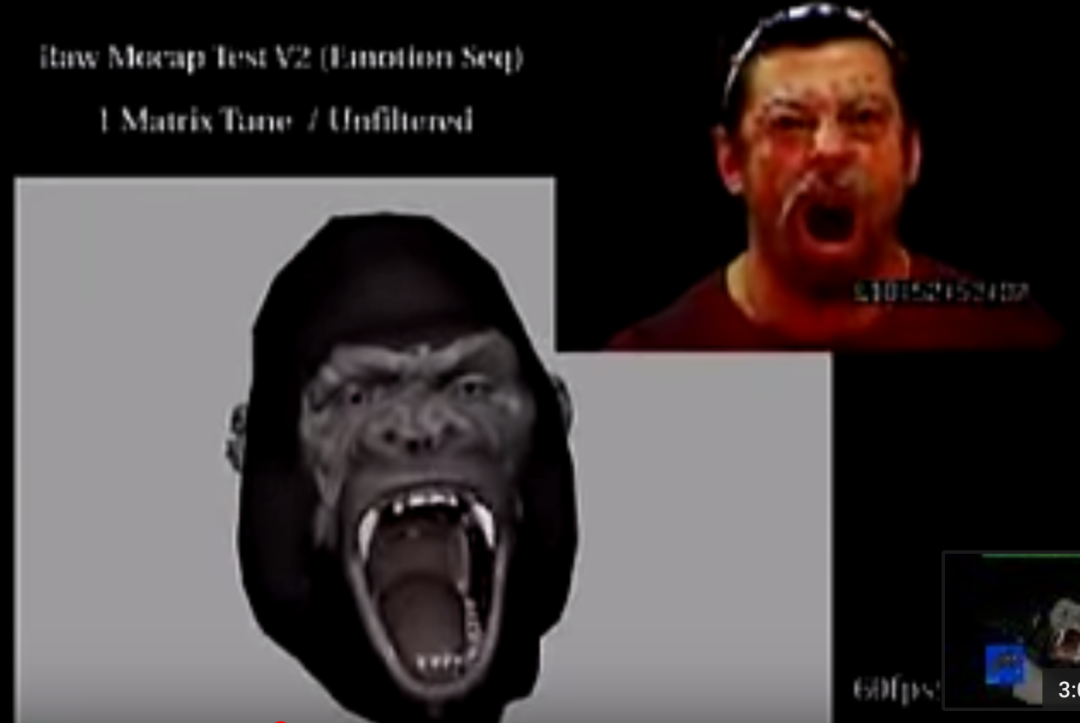 Raw Mocap Test V2 (Emotion Seq)
1 Matrix Tune / Unfiltered
60fps